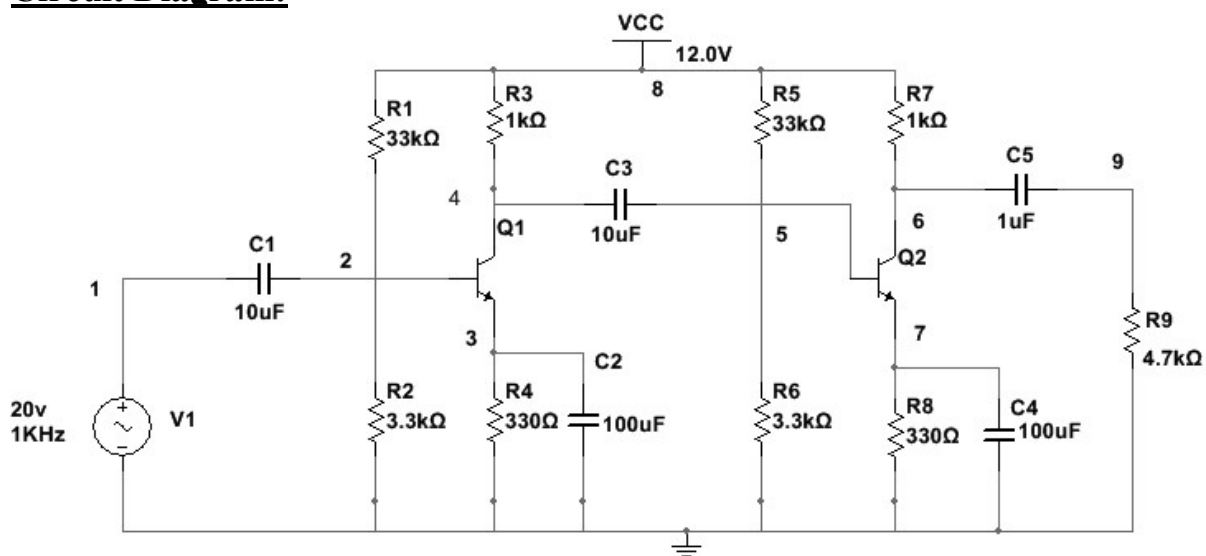 Circuit Diagram:
VCC
12.0V
8
R1
33kΩ
R3
1kΩ
R5
33kΩ
R7
1kΩ
C3
10uF
C5
1uF
9
4
Q1
5
6
Q2
C1
10uF
2
1
3
7
R9
4.7kΩ
C2
100uF
20v
1KHz
V1
R2
3.3kΩ
R4
330Ω
R6
3.3kΩ
R8
330Ω
C4
100uF